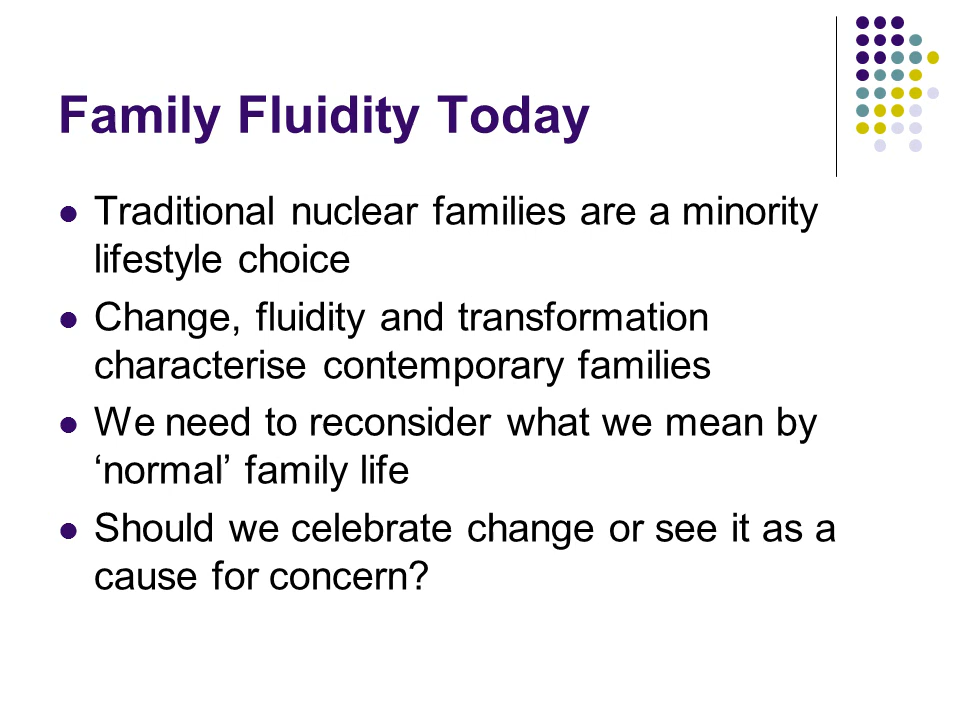 Family Fluidity Today
Traditional nuclear families are a minority
lifestyle choice
Change, fluidity and transformation
characterise contemporary families
We need to reconsider what we mean by
‘normal’ family life
Should we celebrate change or see it as a
cause for concern?